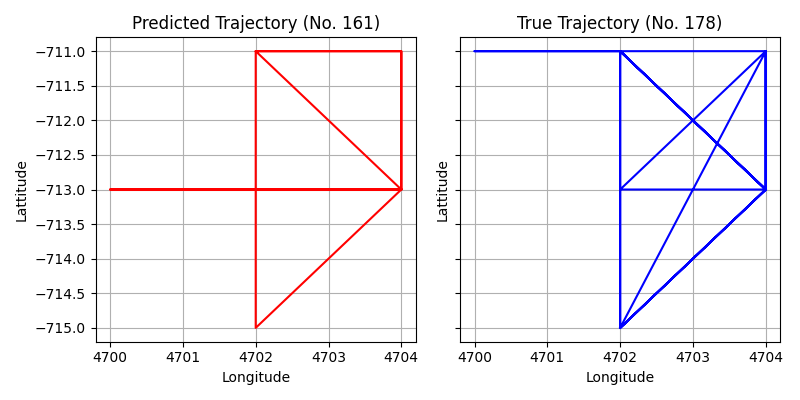 Predicted Trajectory (No. 161)
True Trajectory (No. 178)
−711.0
−711.5
−712.0
−712.5
−713.0
−713.5
−714.0
−714.5
−715.0
Lattitude
Lattitude
4700 4701 4702 4703 4704
4700 4701 4702 4703 4704
Longitude
Longitude